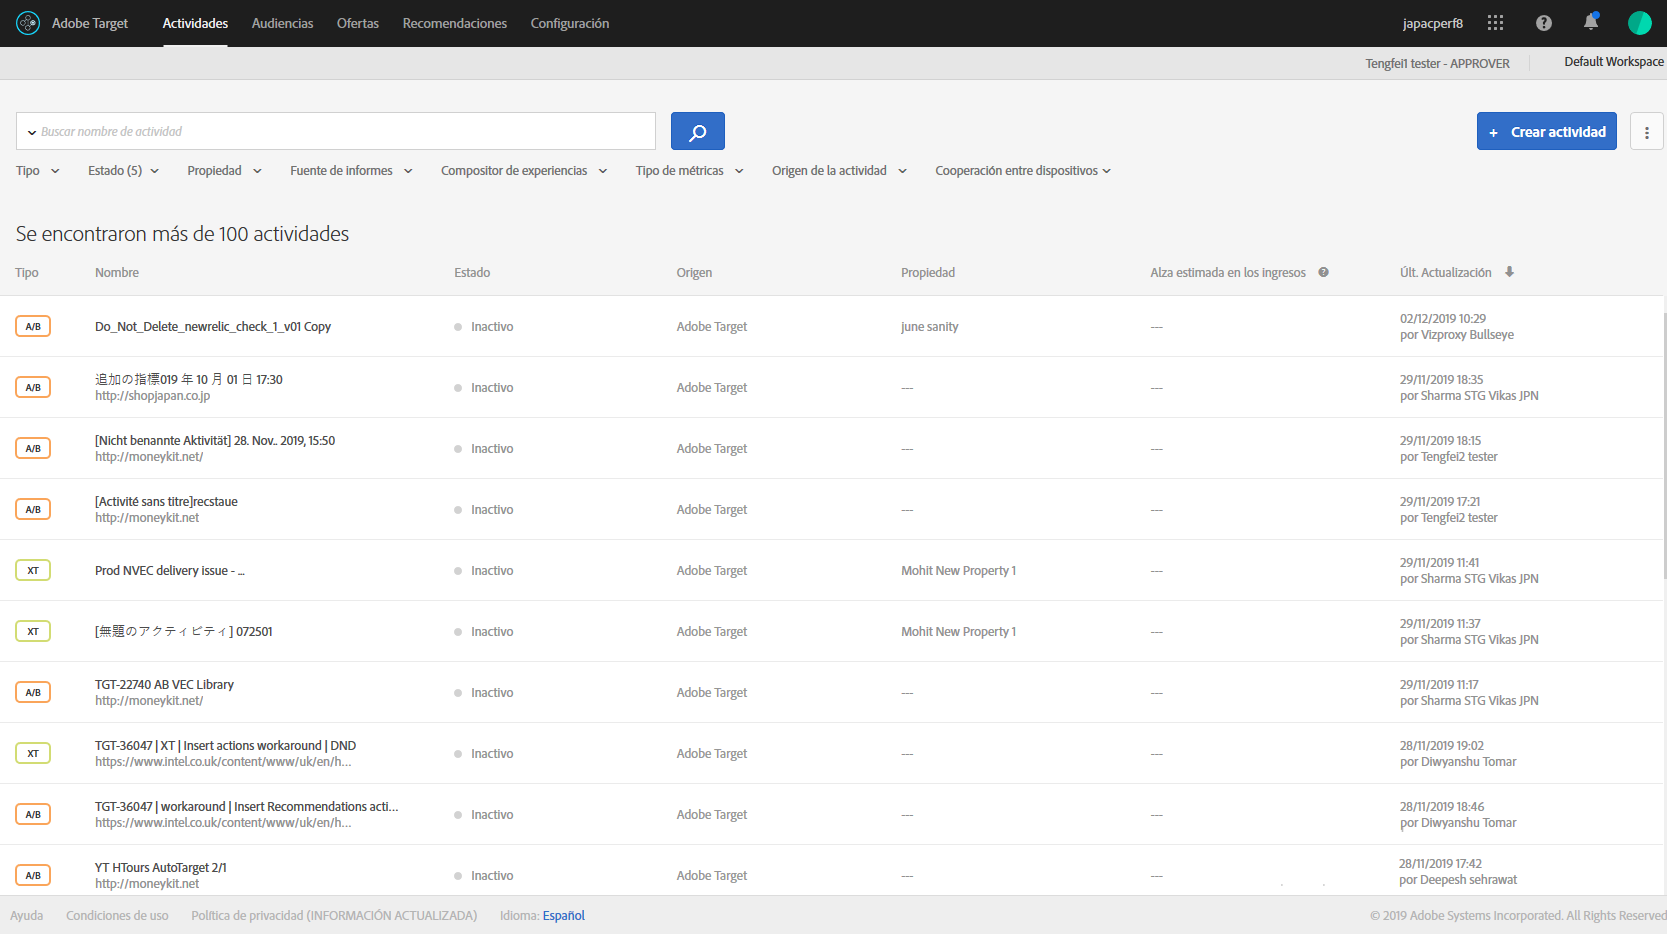 Adobe Target
Actividades
Audiencias
Ofertas
Recomendaciones
Configuración
japacperf8
Tengfei1 tester - APPROVER
Default Workspace
Buscar nombre de actividad
+ Crear actividad
Tipo
Estado (5)
Propiedad
Fuente de informes
Compositor de experiencias
Tipo de métricas
Origen de la actividad
Cooperación entre dispositivos
Se encontraron más de 100 actividades
Tipo Nombre Estado Origen Propiedad Alza estimada en los ingresos Últ. Actualización
A/B Do_Not_Delete_newrelic_check_1_v01 Copy Inactivo Adobe Target june sanity --- 02/12/2019 10:29
por Vizproxy Bullseye
A/B 追加の指標019 年 10 月 01 日 17:30 Inactivo Adobe Target --- --- 29/11/2019 18:35
http://shopjapan.co.jp por Sharma STG Vikas JPN
A/B [Nicht benannte Aktivität] 28. Nov.. 2019, 15:50 Inactivo Adobe Target --- --- 29/11/2019 18:15
http://moneykit.net/ por Tengfei2 tester
A/B [Activité sans titre]recstaue Inactivo Adobe Target --- --- 29/11/2019 17:21
http://moneykit.net por Tengfei2 tester
XT Prod NVEC delivery issue - ... Inactivo Adobe Target Mohit New Property 1 --- 29/11/2019 11:41
por Sharma STG Vikas JPN
XT [無題のアクティビティ] 072501 Inactivo Adobe Target Mohit New Property 1 --- 29/11/2019 11:37
por Sharma STG Vikas JPN
A/B TGT-22740 AB VEC Library Inactivo Adobe Target --- --- 29/11/2019 11:17
http://moneykit.net/ por Sharma STG Vikas JPN
XT TGT-36047 | XT | Insert actions workaround | DND Inactivo Adobe Target --- --- 28/11/2019 19:02
https://www.intel.co.uk/content/www/uk/en/h... por Diwyanshu Tomar
A/B TGT-36047 | workaround | Insert Recommendations acti... Inactivo Adobe Target --- --- 28/11/2019 18:46
https://www.intel.co.uk/content/www/uk/en/h... por Diwyanshu Tomar
A/B YT HTours AutoTarget 2/1 Inactivo Adobe Target --- --- 28/11/2019 17:42
http://moneykit.net por Deepesh sehrawat
Ayuda
Condiciones de uso
Política de privacidad (INFORMACIÓN ACTUALIZADA)
Idioma: Español
© 2019 Adobe Systems Incorporated. All Rights Reserved